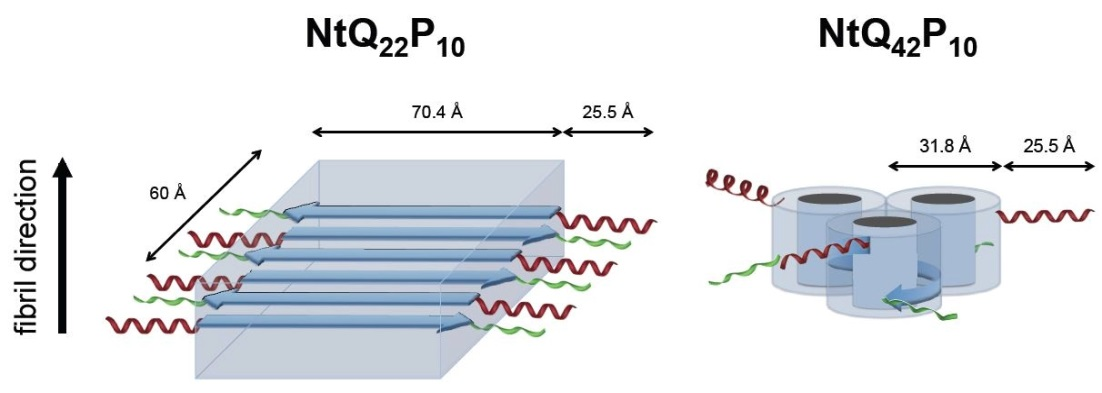 NtQ₂₂P₁₀
NtQ₄₂P₁₀
70.4 Å
25.5 Å
31.8 Å
25.5 Å
60 Å
fibril direction